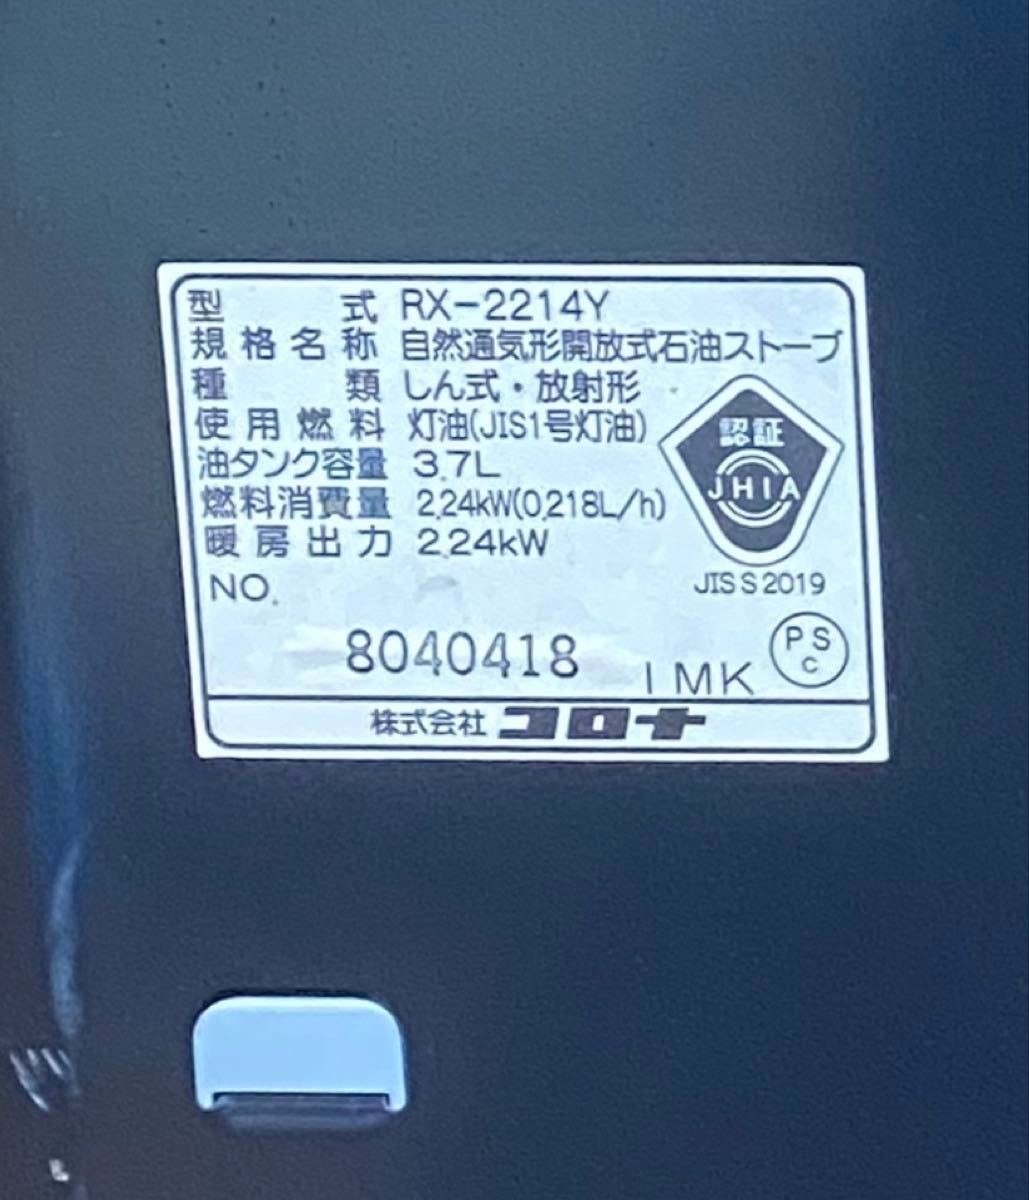 型式 RX-2214Y
規格名称 自然通気形開放式石油ストーブ
種類 しん式・放射形
使用燃料 灯油(JIS1号灯油)
油タンク容量 3.7L
燃料消費量 2.24kW(0.218L/h)
暖房出力 2.24kW
認証
JHIA
JIS S 2019
NO.
8040418 IMK
PS
C
株式会社 コロナ